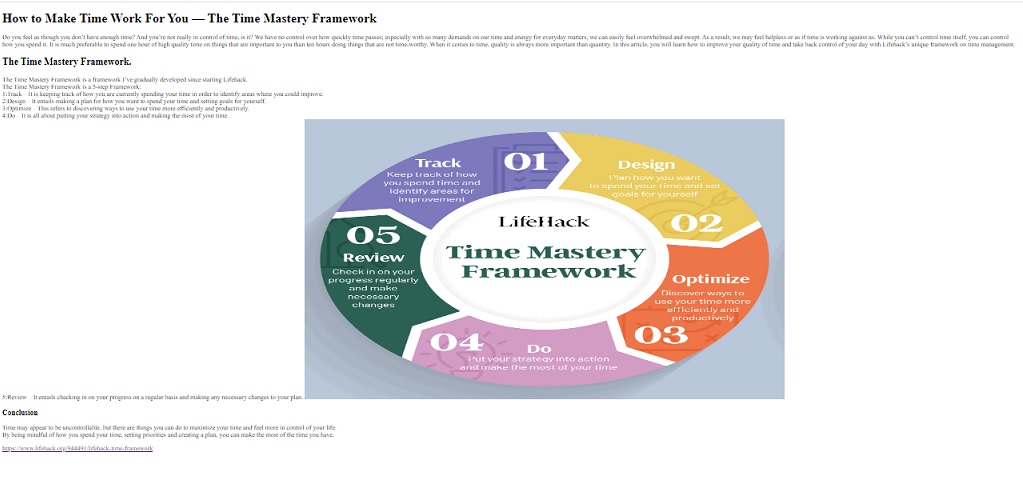 How to Make Time Work For You — The Time Mastery Framework
Do you feel as though you don't have enough time? And you're not really in control of time, is it? We have no control over how quickly time passes; especially with so many demands on our time and energy for everyday matters, we can easily feel overwhelmed and swept. As a result, we may feel helpless or as if time is working against us. While you can't control time itself, you can control
how you spend it. It is much preferable to spend one hour of high quality time on things that are important to you than ten hours doing things that are not time-worthy. When it comes to time, quality is always more important than quantity. In this article, you will learn how to improve your quality of time and take back control of your day with Lifehack's unique framework on time management.
The Time Mastery Framework.
The Time Mastery Framework is a framework I've gradually developed since starting Lifehack.
The Time Mastery Framework is a 5-step Framework:
1:Track It is keeping track of how you are currently spending your time in order to identify areas where you could improve.
2:Design It entails making a plan for how you want to spend your time and setting goals for yourself.
3:Optimize This refers to discovering ways to use your time more efficiently and productively.
4:Do It is all about putting your strategy into action and making the most of your time.
Track
01
Keep track of how
you spend time and
identify areas for
improvement
Design
Plan how you want
to spend your time and set
goals for yourself
02
LifeHack
Time Mastery
Framework
05
Review
Check in on your
progress regularly
and make
necessary
changes
Optimize
Discover ways to
use your time more
efficiently and
productively
03
04
Do
Put your strategy into action
and make the most of your time
5:Review It entails checking in on your progress on a regular basis and making any necessary changes to your plan.
Conclusion
Time may appear to be uncontrollable, but there are things you can do to maximize your time and feel more in control of your life.
By being mindful of how you spend your time, setting priorities and creating a plan, you can make the most of the time you have.
https://www.lifehack.org/944491/lifehack-time-framework